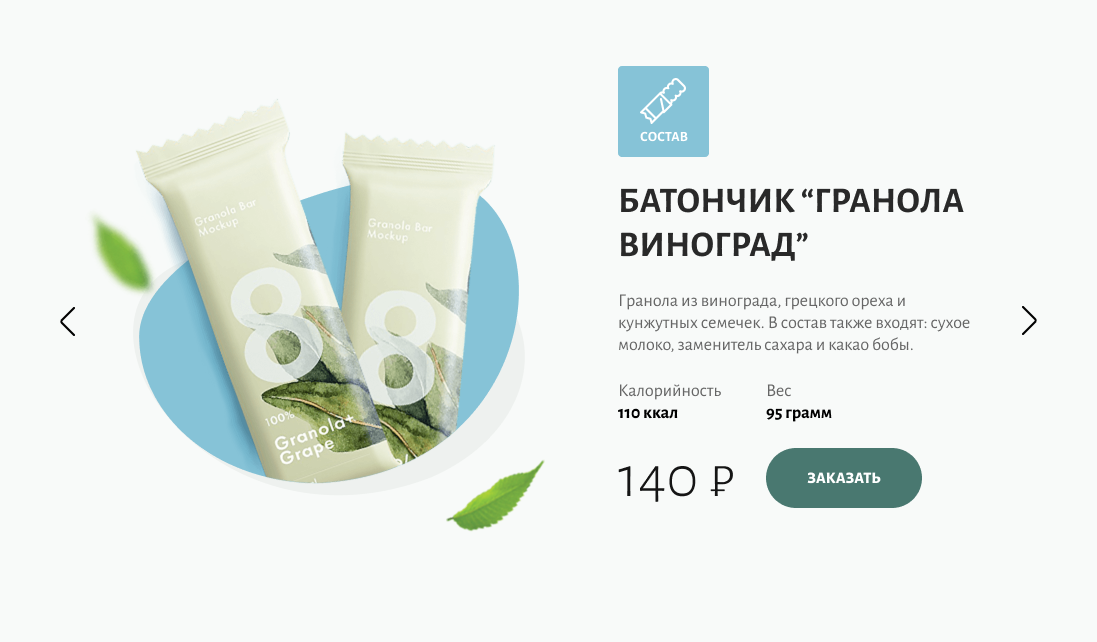 Granola Bar
Mockup
8
100%
Granola+
Grape
Granola Bar
Mockup
8
СОСТАВ
БАТОНЧИК “ГРАНОЛА
ВИНОГРАД”
Гранола из винограда, грецкого ореха и
кунжутных семечек. В состав также входят: сухое
молоко, заменитель сахара и какао бобы.
Калорийность
110 ккал
Вес
95 грамм
140 ₽
ЗАКАЗАТЬ